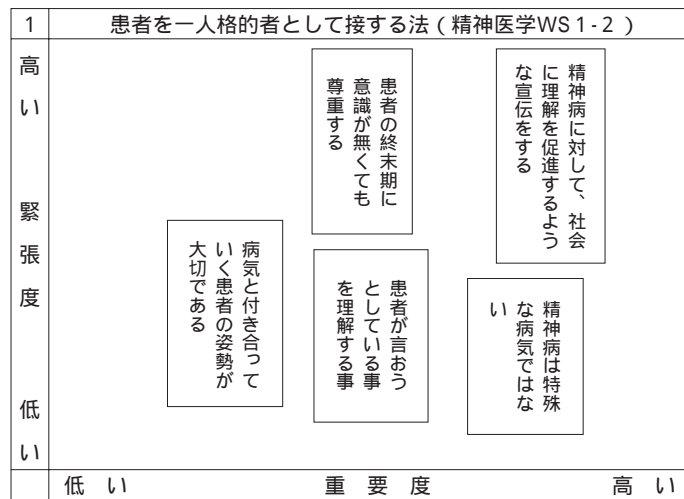 1 患者を一人格的者として接する法(精神医学WS1-2)
高い 緊張度 低い
精神病に対して、社会
に理解を促進するよう
な宣伝をする
患者の終末期に
意識が無くても
尊重する
精神病は特殊
な病気ではな
い
患者が言おう
としている事
を理解する事
病気と付き合って
いく患者の姿勢が
大切である
低い 重要度 高い